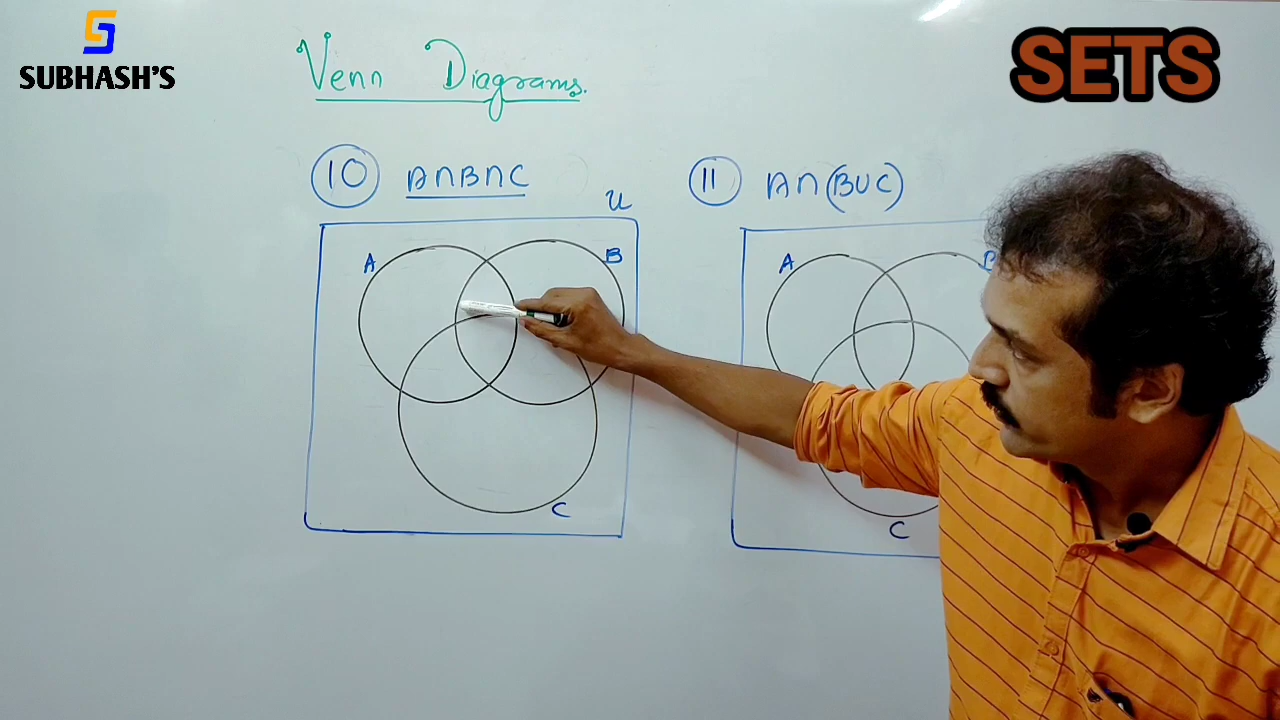 SUBHASH'S
SETS
Venn Diagrams.
10 A∩B∩C
U
A
B
C
11 A∩(B∪C)
A
B
C